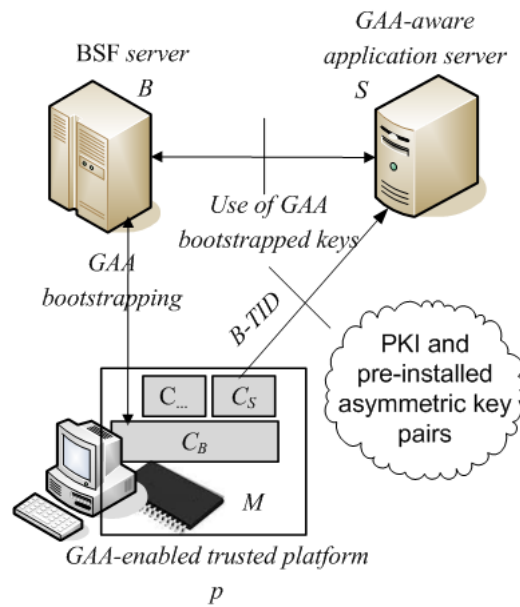 GAA-aware
BSF server
application server
B
S
Use of GAA
bootstrapped keys
GAA
bootstrapping
B-TID
PKI and
pre-installed
asymmetric key
pairs
C...
CS
CB
M
GAA-enabled trusted platform
p